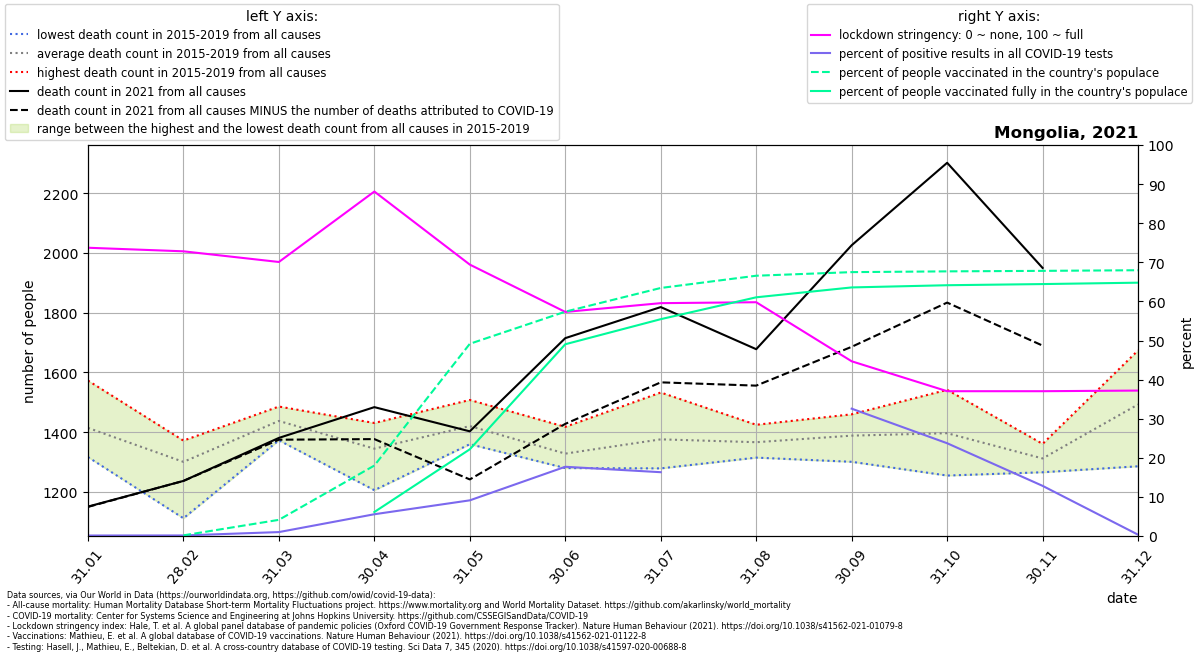 left Y axis:
lowest death count in 2015-2019 from all causes
average death count in 2015-2019 from all causes
highest death count in 2015-2019 from all causes
death count in 2021 from all causes
death count in 2021 from all causes MINUS the number of deaths attributed to COVID-19
range between the highest and the lowest death count from all causes in 2015-2019
right Y axis:
lockdown stringency: 0 ~ none, 100 ~ full
percent of positive results in all COVID-19 tests
percent of people vaccinated in the country's populace
percent of people vaccinated fully in the country's populace
Mongolia, 2021
number of people
2200
2000
1800
1600
1400
1200
100
90
80
70
60
50
40
30
20
10
0
percent
31.01
28.02
31.03
30.04
31.05
30.06
31.07
31.08
30.09
31.10
30.11
31.12
date
Data sources, via Our World in Data (https://ourworldindata.org, https://github.com/owid/covid-19-data):
- All-cause mortality: Human Mortality Database Short-term Mortality Fluctuations project. https://www.mortality.org and World Mortality Dataset. https://github.com/akarlinsky/world_mortality
- COVID-19 mortality: Center for Systems Science and Engineering at Johns Hopkins University. https://github.com/CSSEGISandData/COVID-19
- Lockdown stringency index: Hale, T. et al. A global panel database of pandemic policies (Oxford COVID-19 Government Response Tracker). Nature Human Behaviour (2021). https://doi.org/10.1038/s41562-021-01079-8
- Vaccinations: Mathieu, E. et al. A global database of COVID-19 vaccinations. Nature Human Behaviour (2021). https://doi.org/10.1038/s41562-021-01122-8
- Testing: Hasell, J., Mathieu, E., Beltekian, D. et al. A cross-country database of COVID-19 testing. Sci Data 7, 345 (2020). https://doi.org/10.1038/s41597-020-00688-8